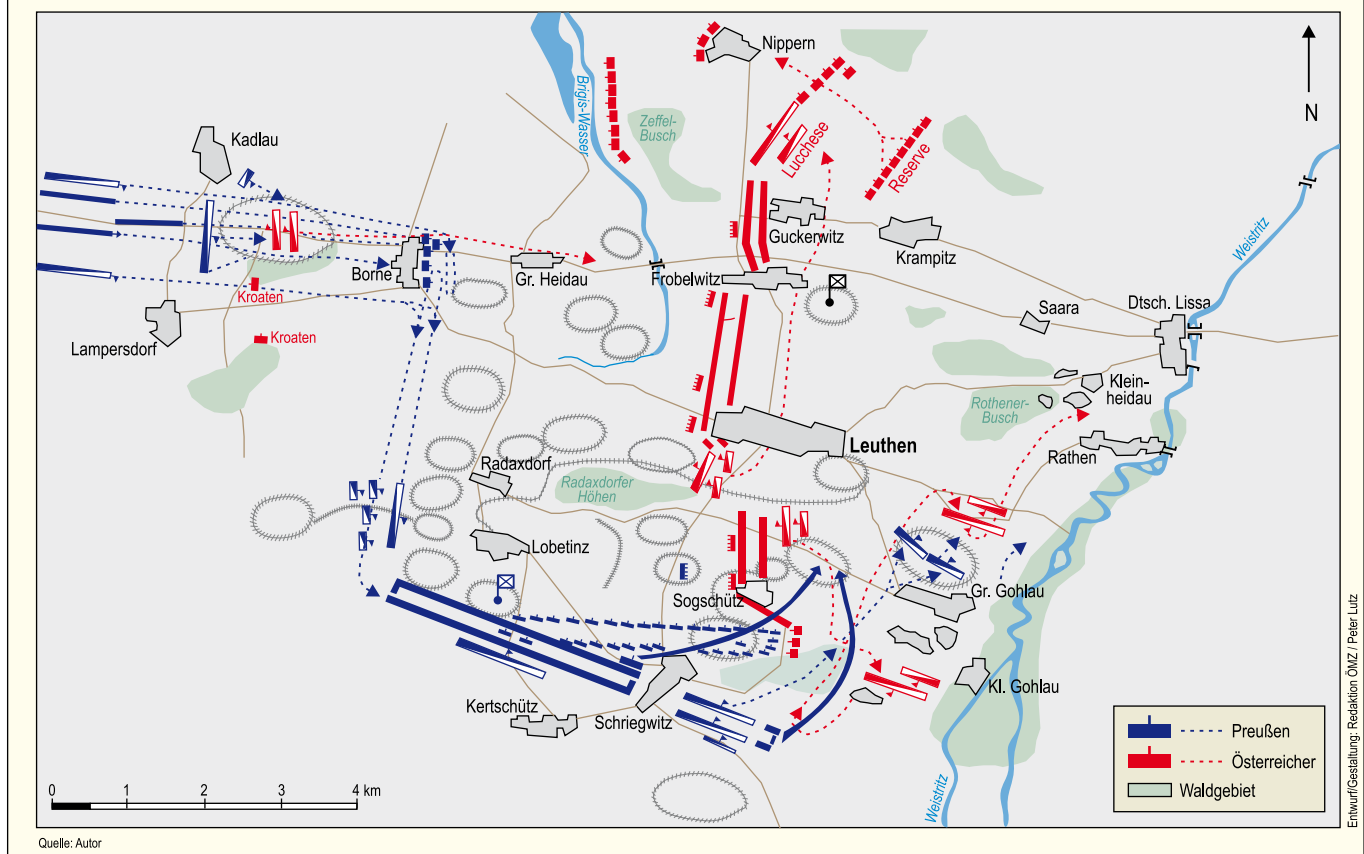 Nippern
Kadlau
Brigis-Wasser
Zeffel-
Busch
Lucchese
Reserve
N
Guckerwitz
Krampitz
Weistritz
Borne
Gr. Heidau
Frobelwitz
Kroaten
Saara
Dtsch. Lissa
Lampersdorf
Kroaten
Klein-
heidau
Rothener-
Busch
Leuthen
Rathen
Radaxdorf
Radaxdorfer
Höhen
Lobetinz
Sogschütz
Gr. Gohlau
Kl. Gohlau
Kertschütz
Schriegwitz
Weistritz
Preußen
Österreicher
Waldgebiet
0 1 2 3 4 km
Quelle: Autor
Entwurf/Gestaltung: Redaktion ÖMZ / Peter Lutz